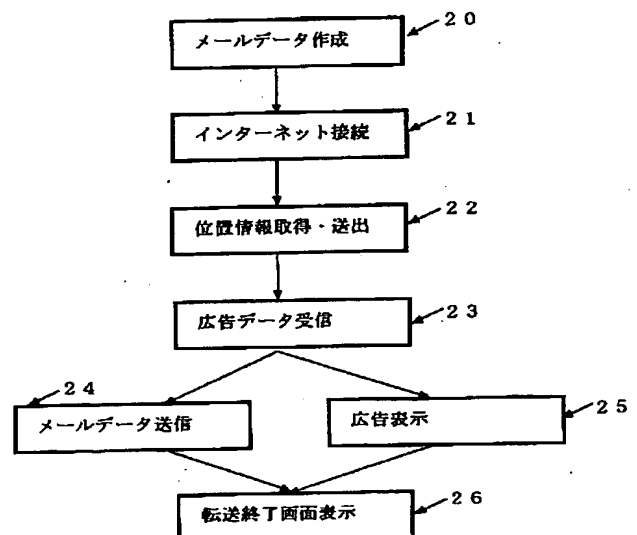 メールデータ作成
20
インターネット接続
21
位置情報取得・送出
22
広告データ受信
23
24
メールデータ送信
広告表示
25
転送終了画面表示
26